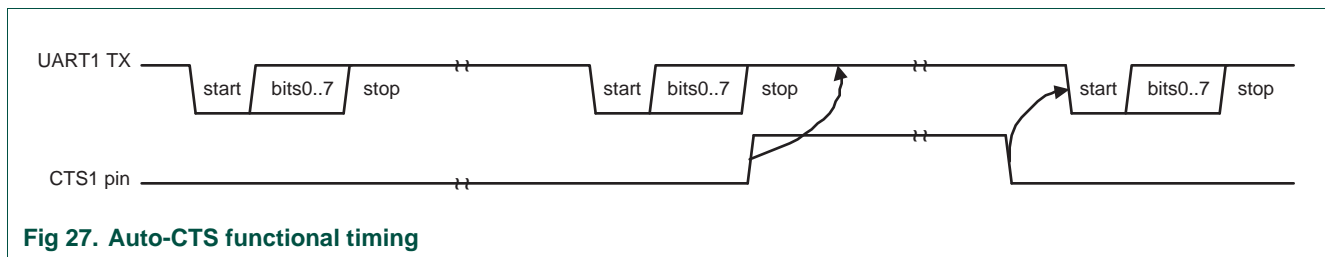 UART1 TX
start bits0..7 stop start bits0..7 stop start bits0..7 stop
CTS1 pin
Fig 27. Auto-CTS functional timing